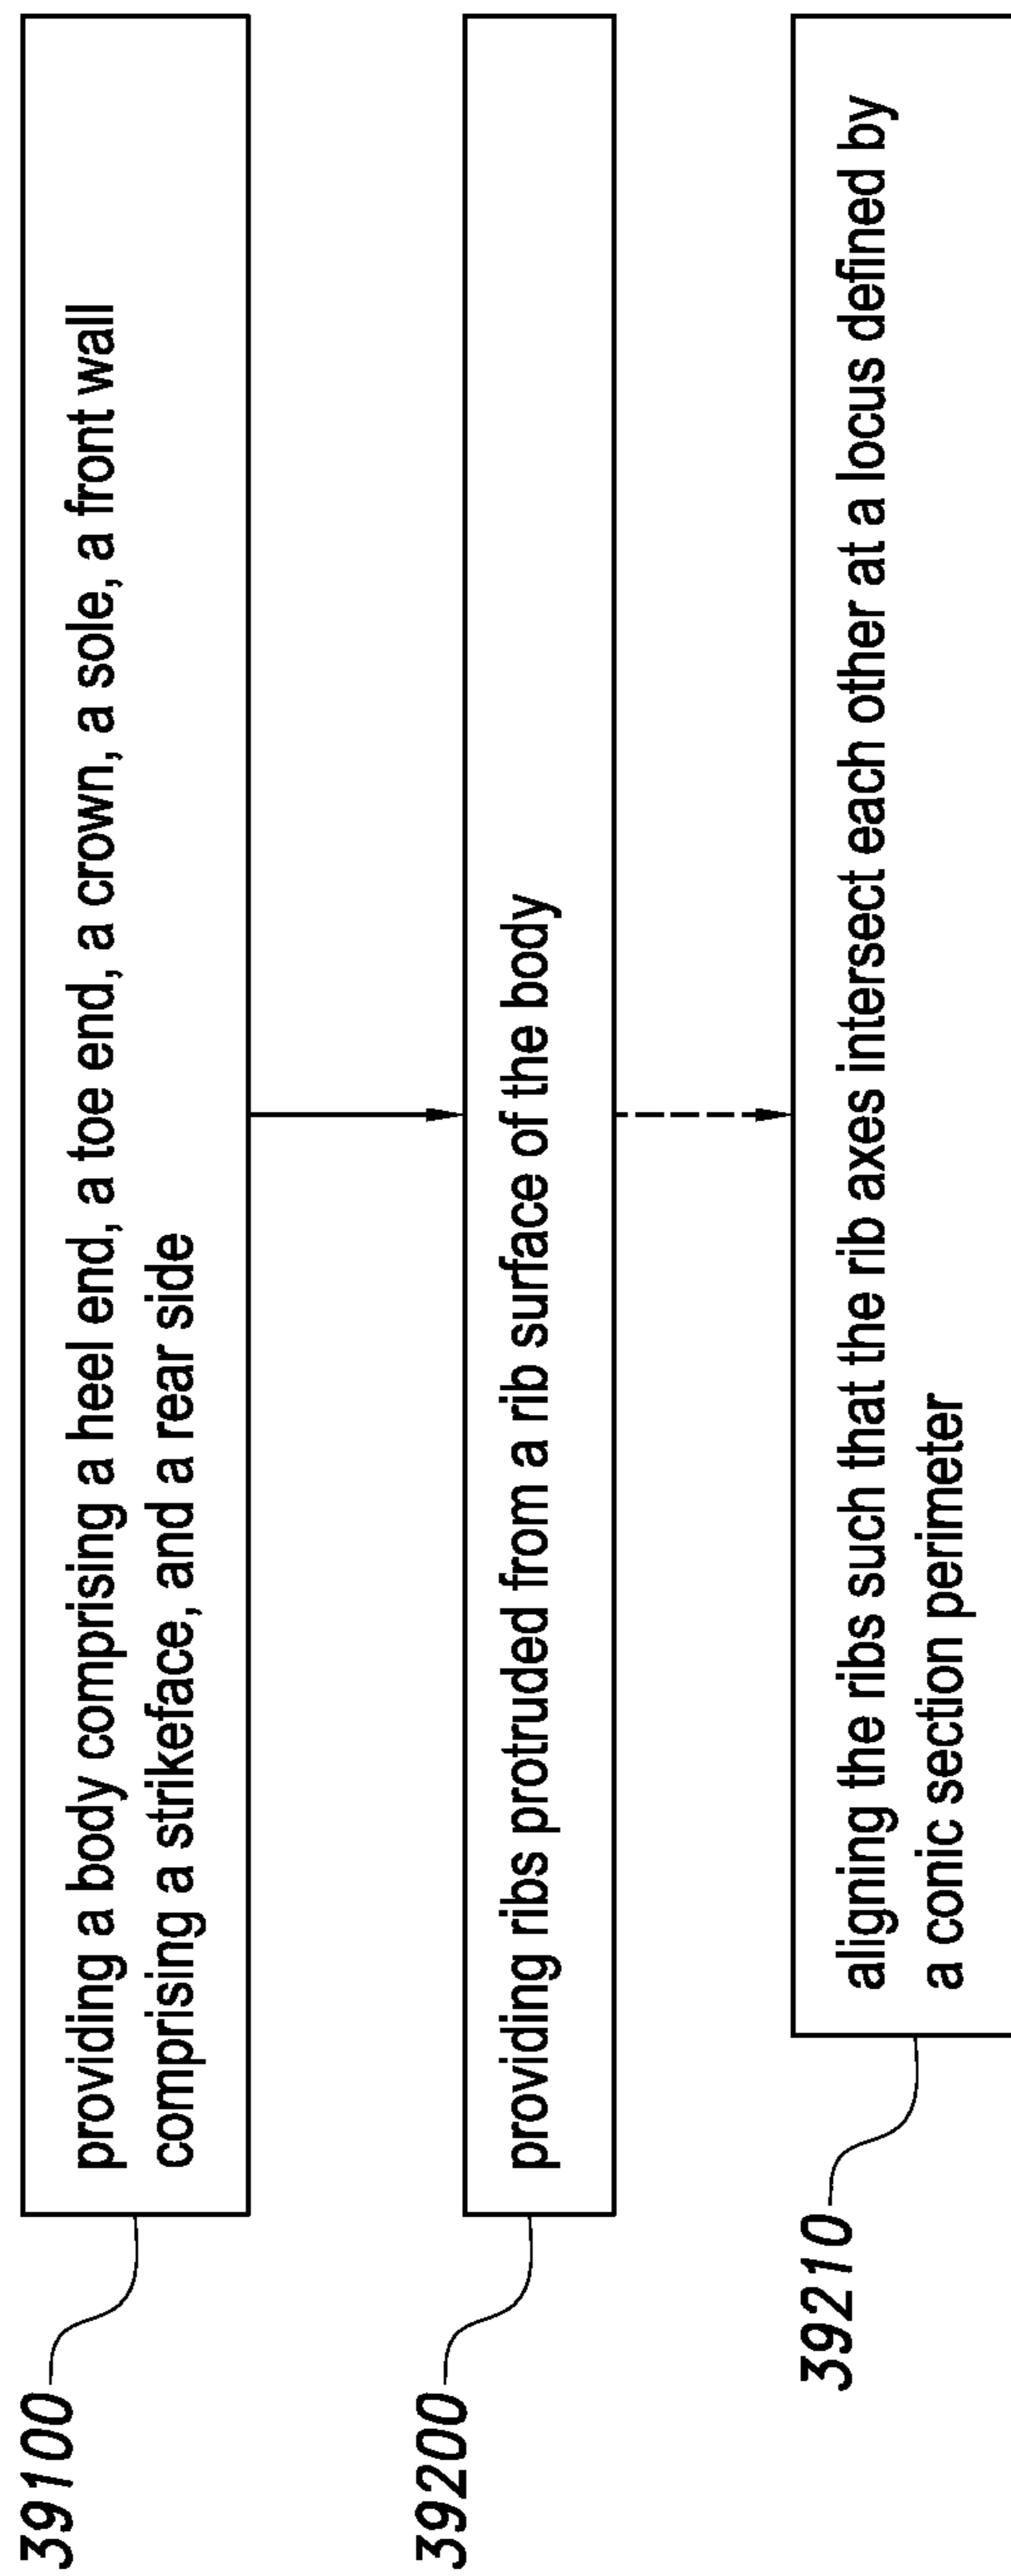 39100
providing a body comprising a heel end, a toe end, a crown, a sole, a front wall
comprising a strikeface, and a rear side
39200
providing ribs protruded from a rib surface of the body
39210
aligning the ribs such that the rib axes intersect each other at a locus defined by
a conic section perimeter